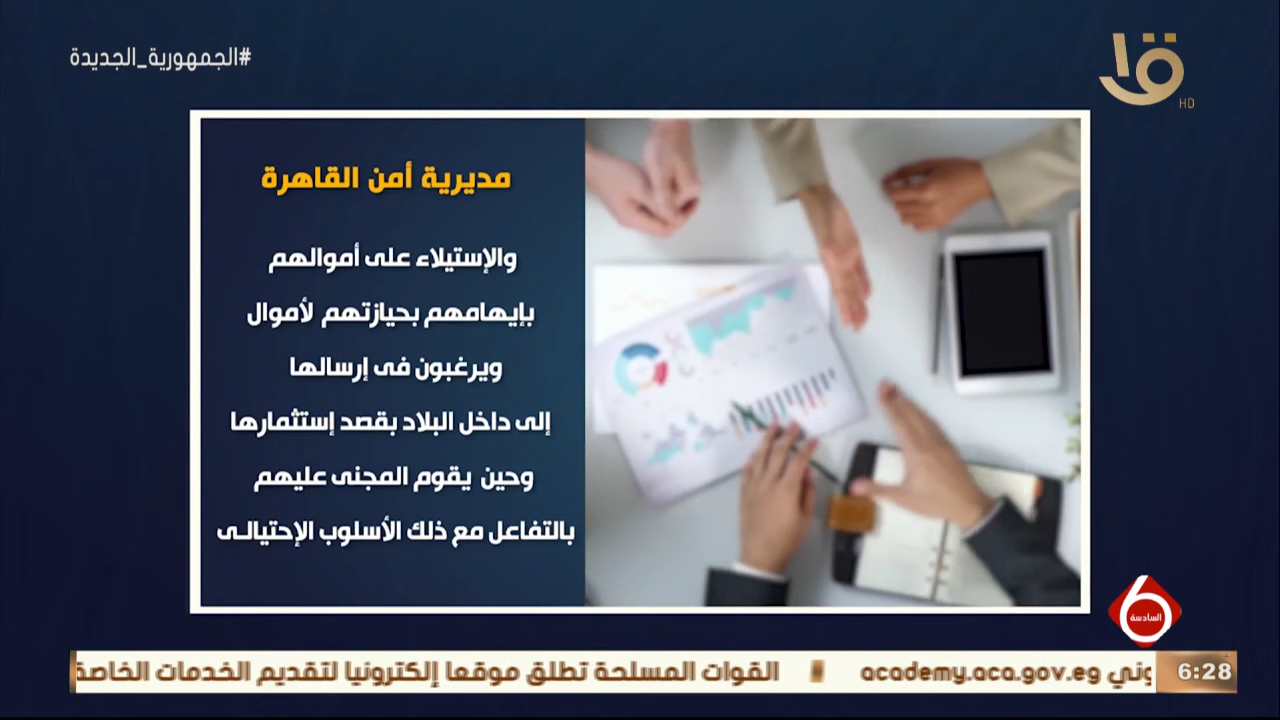 #الجمهورية_الجديدة
HD
مديرية أمن القاهرة
والإستيلاء على أموالهم
بإيهامهم بحيازتهم لأموال
ويرغبون فى إرسالها
إلى داخل البلاد بقصد إستثمارها
وحين يقوم المجنى عليهم
بالتفاعل مع ذلك الأسلوب الإحتيالى
6
السادسة
6:28
وني academy.aca.gov.eg القوات المسلحة تطلق موقعا إلكترونيا لتقديم الخدمات الخاصة